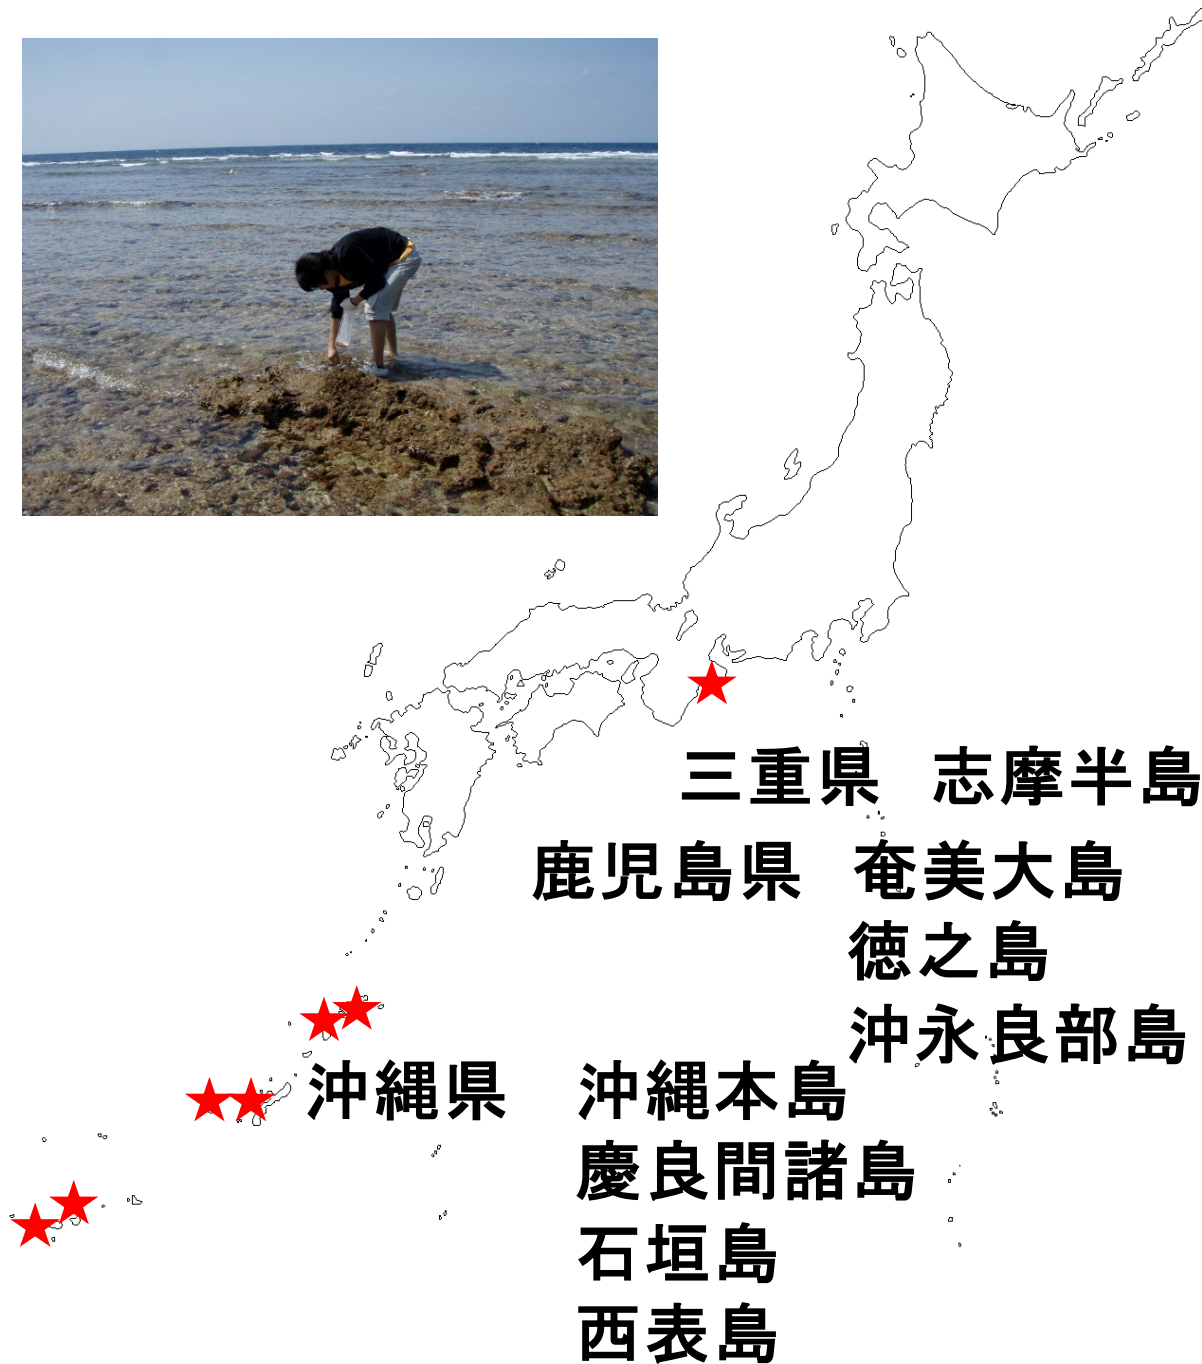 三重県　志摩半島
鹿児島県　奄美大島
徳之島
沖永良部島
沖縄県　沖縄本島
慶良間諸島
石垣島
西表島